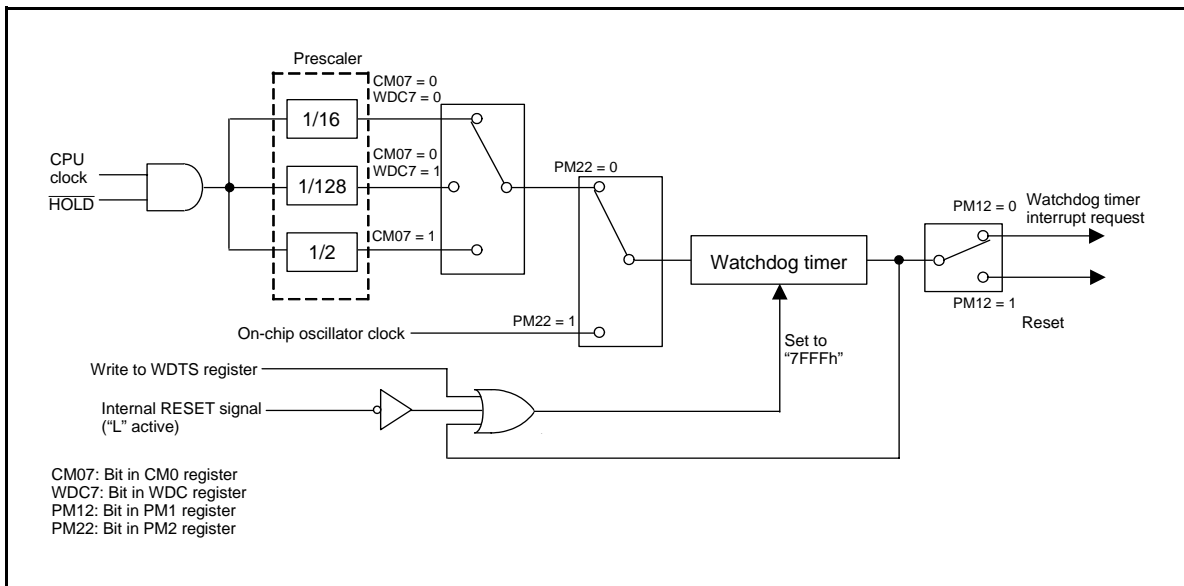 Prescaler
CM07 = 0
WDC7 = 0
1/16
CPU
clock
HOLD
CM07 = 0
WDC7 = 1
1/128
CM07 = 1
1/2
PM22 = 0
PM22 = 1
On-chip oscillator clock
Watchdog timer
PM12 = 0
Watchdog timer
interrupt request
PM12 = 1
Reset
Set to
“7FFFh”
Write to WDTS register
Internal RESET signal
(“L” active)
CM07: Bit in CM0 register
WDC7: Bit in WDC register
PM12: Bit in PM1 register
PM22: Bit in PM2 register